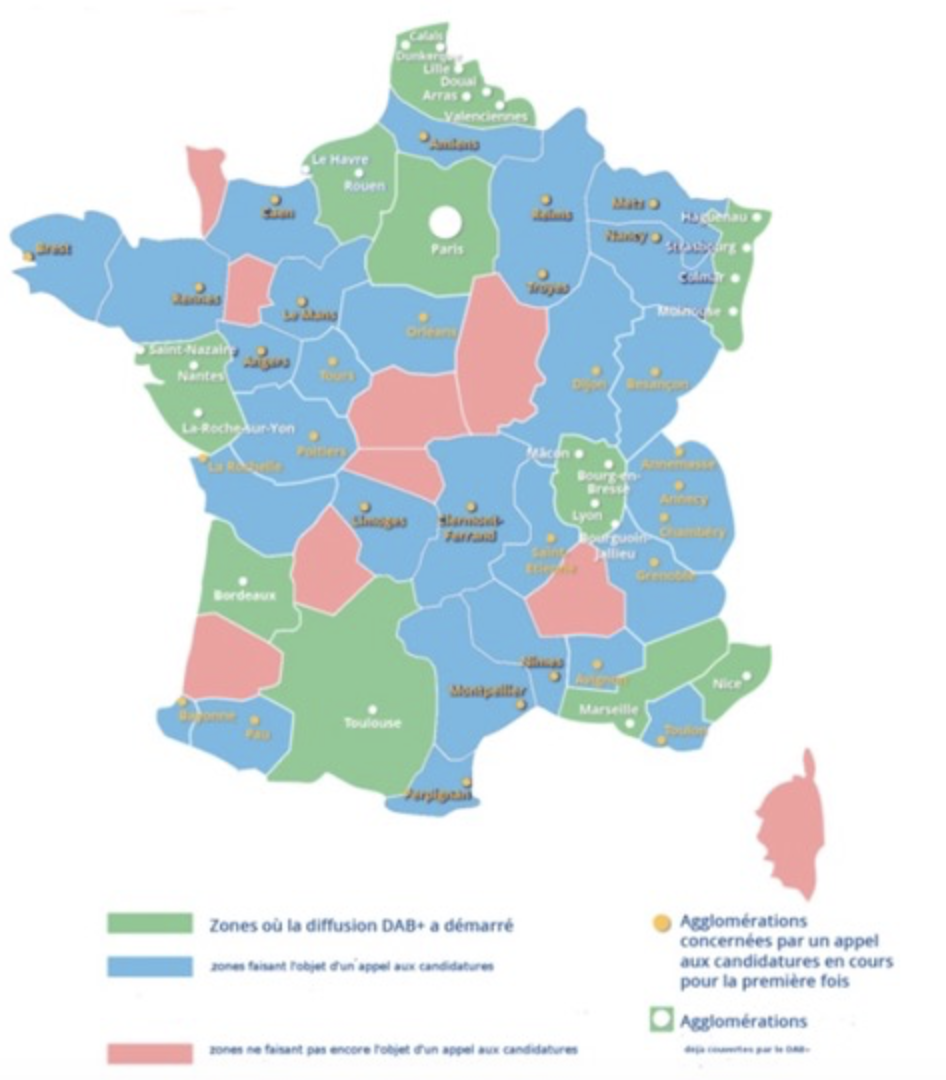 Calais
Dunkerque
Lille
Douai
Arras
Valenciennes
Amiens
Le Havre
Rouen
Caen
Reims
Metz
Haguenau
Paris
Nancy
Strasbourg
Brest
Colmar
Troyes
Rennes
Le Mans
Mulhouse
Orléans
Saint-Nazaire
Angers
Nantes
Tours
Dijon
Besançon
La-Roche-sur-Yon
Poitiers
La Rochelle
Mâcon
Annemasse
Bourg-en-
Bresse
Annecy
Lyon
Limoges
Clermont-
Ferrand
Chambéry
Bourgouin-
Jallieu
Saint-
Etienne
Grenoble
Bordeaux
Nîmes
Avignon
Montpellier
Nice
Marseille
Bayonne
Toulouse
Pau
Toulon
Perpignan
Zones où la diffusion DAB+ a démarré
zones faisant l'objet d'un appel aux candidatures
zones ne faisant pas encore l'objet d'un appel aux candidatures
Agglomérations
concernées par un appel
aux candidatures en cours
pour la première fois
Agglomérations
déjà couvertes par le DAB+